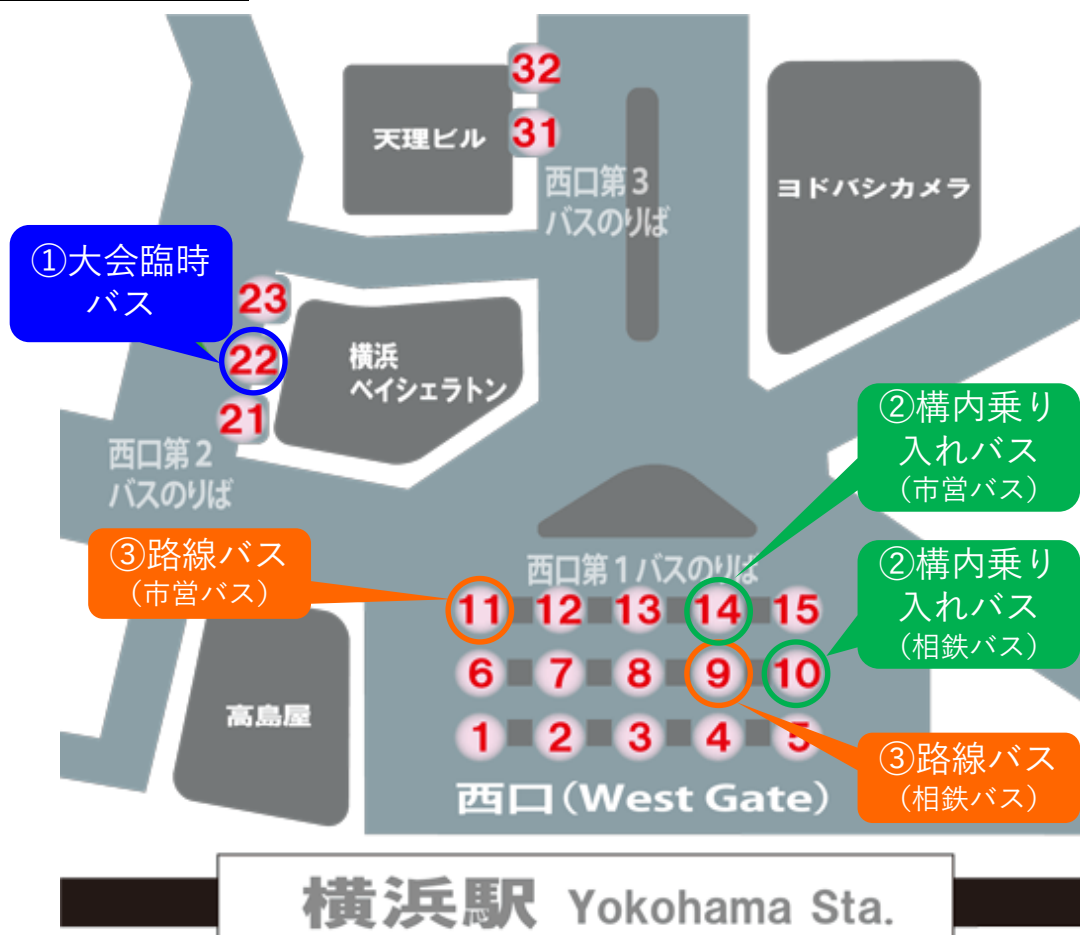 32
天理ビル
31
西口第3
バスのりば
ヨドバシカメラ
①大会臨時
バス
23
22
21
横浜
ベイシェラトン
西口第2
バスのりば
②構内乗り
入れバス
(市営バス)
③路線バス
(市営バス)
西口第1バスのりば
②構内乗り
入れバス
(相鉄バス)
11 12 13 14 15
6 7 8 9 10
1 2 3 4 5
高島屋
③路線バス
(相鉄バス)
西口(West Gate)
横浜駅 Yokohama Sta.